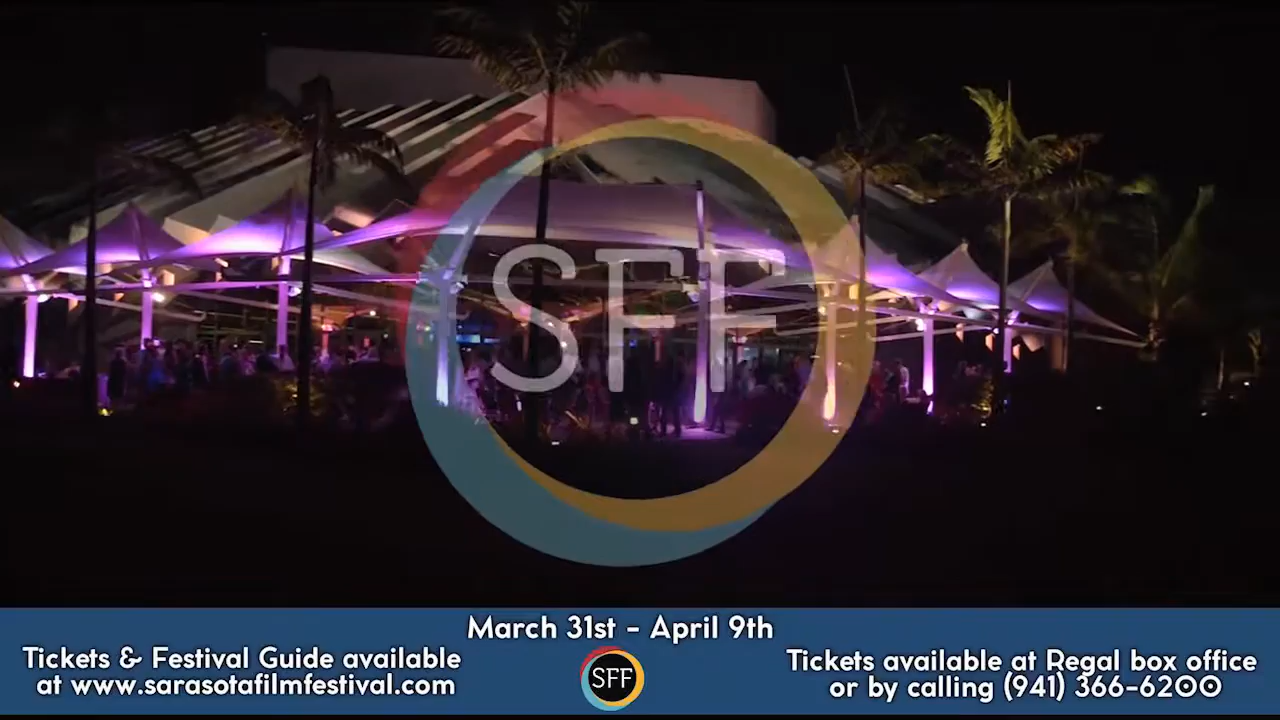 SFF
March 31st - April 9th
Tickets & Festival Guide available
at www.sarasotafilmfestival.com
SFF
Tickets available at Regal box office
or by calling (941) 366-6200